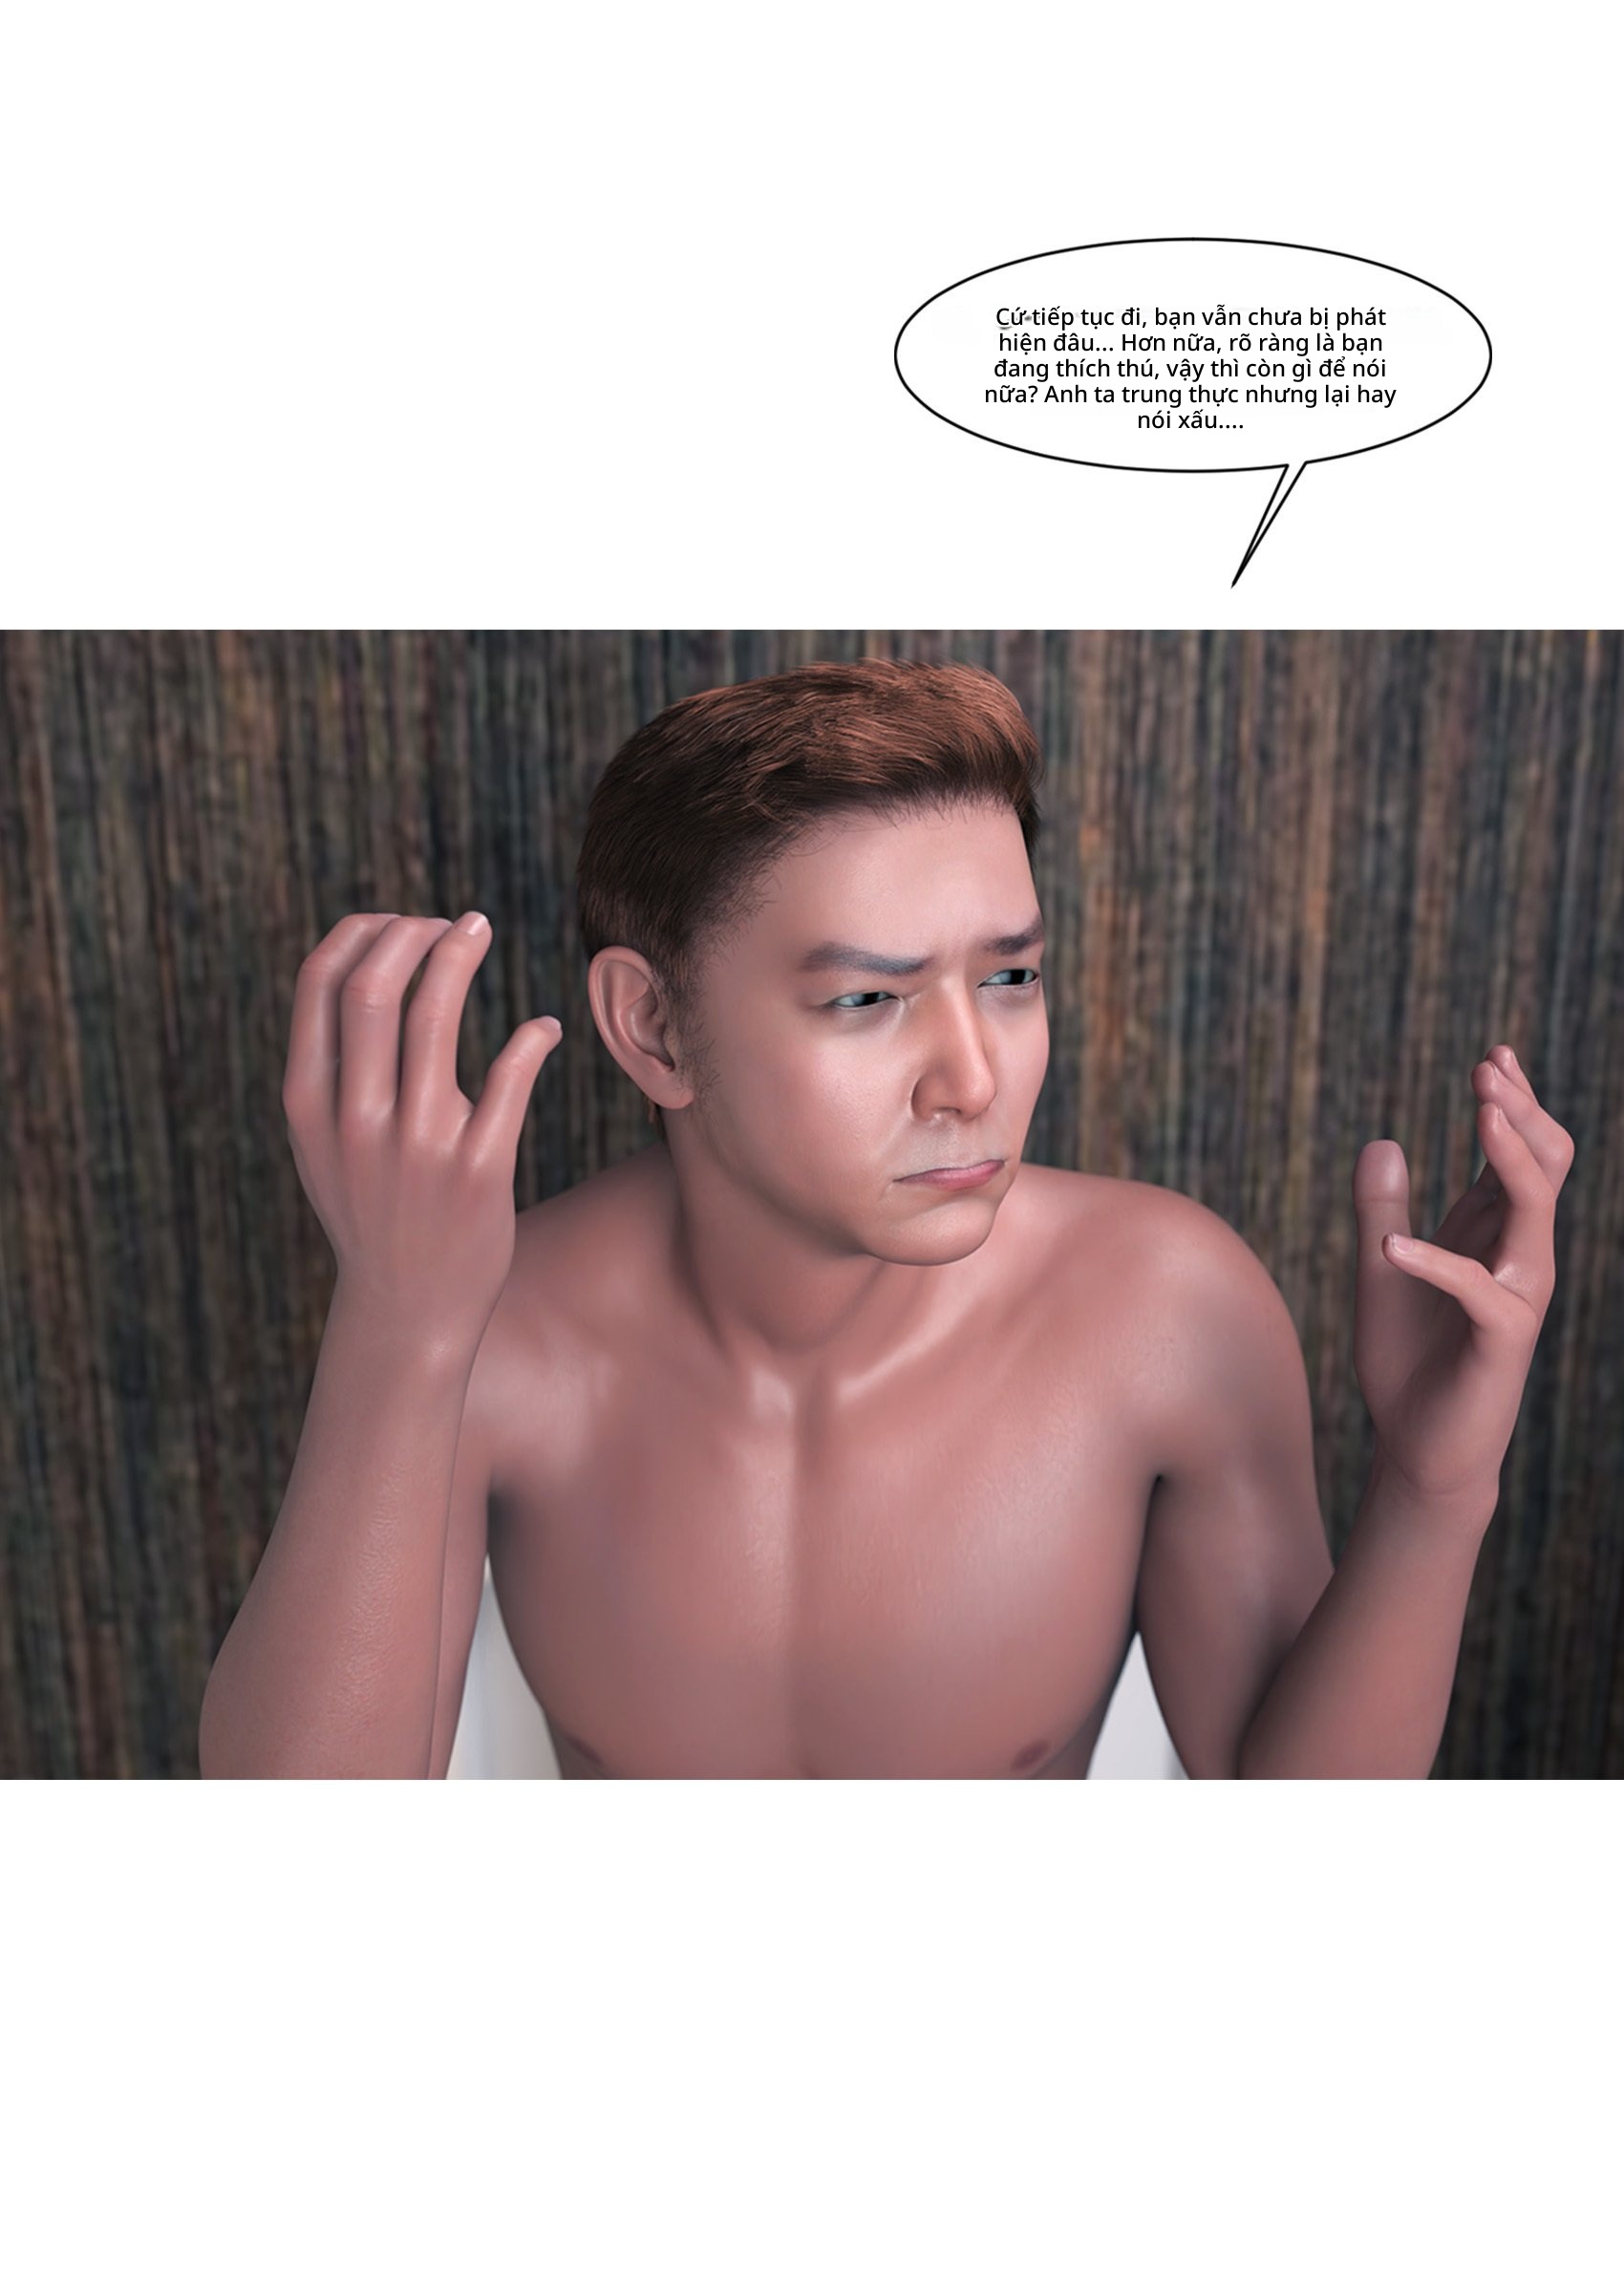 Cứ tiếp tục đi, bạn vẫn chưa bị phát
hiện đâu... Hơn nữa, rõ ràng là bạn
đang thích thú, vậy thì còn gì để nói
nữa? Anh ta trung thực nhưng lại hay
nói xấu....